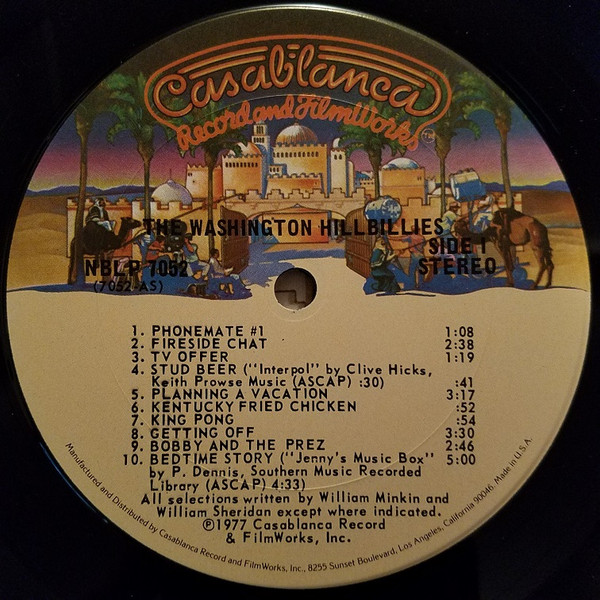 Casablanca
Record and FilmWorks TM
THE WASHINGTON HILLBILLIES
SIDE 1
NBLP 7052
STEREO
(7052-AS)
1. PHONEMATE #1 1:08
2. FIRESIDE CHAT 2:38
3. TV OFFER 1:19
4. STUD BEER ("Interpol" by Clive Hicks,
Keith Prowse Music (ASCAP) :30) :41
5. PLANNING A VACATION 3:17
6. KENTUCKY FRIED CHICKEN :52
7. KING PONG :54
8. GETTING OFF 3:30
9. BOBBY AND THE PREZ 2:46
10. BEDTIME STORY ("Jenny's Music Box" 5:00
by P. Dennis, Southern Music Recorded
Library (ASCAP) 4:33)
All selections written by William Minkin and
William Sheridan except where indicated.
℗1977 Casablanca Record
& FilmWorks, Inc.
Manufactured and Distributed by Casablanca Record and FilmWorks, Inc., 8255 Sunset Boulevard, Los Angeles, California 90046. Made in U.S.A.